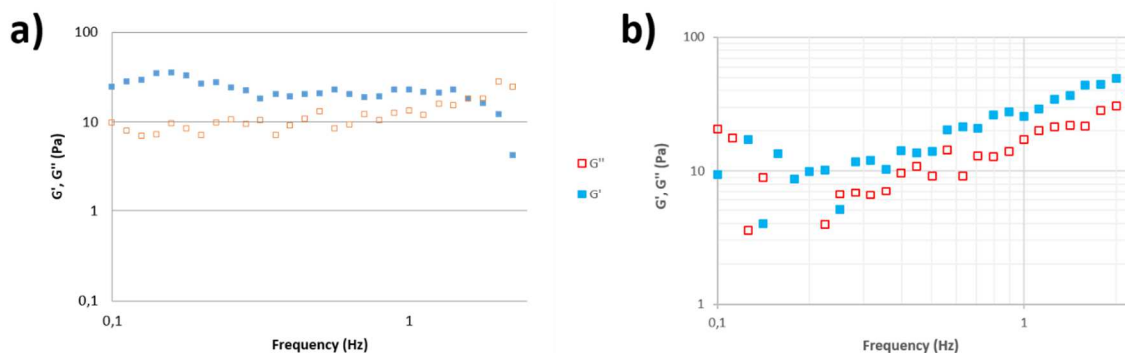 a)
100
10
1
0,1
G', G'' (Pa)
0,1
1
Frequency (Hz)
G''
G'
b)
100
10
1
G', G'' (Pa)
0,1
1
Frequency (Hz)